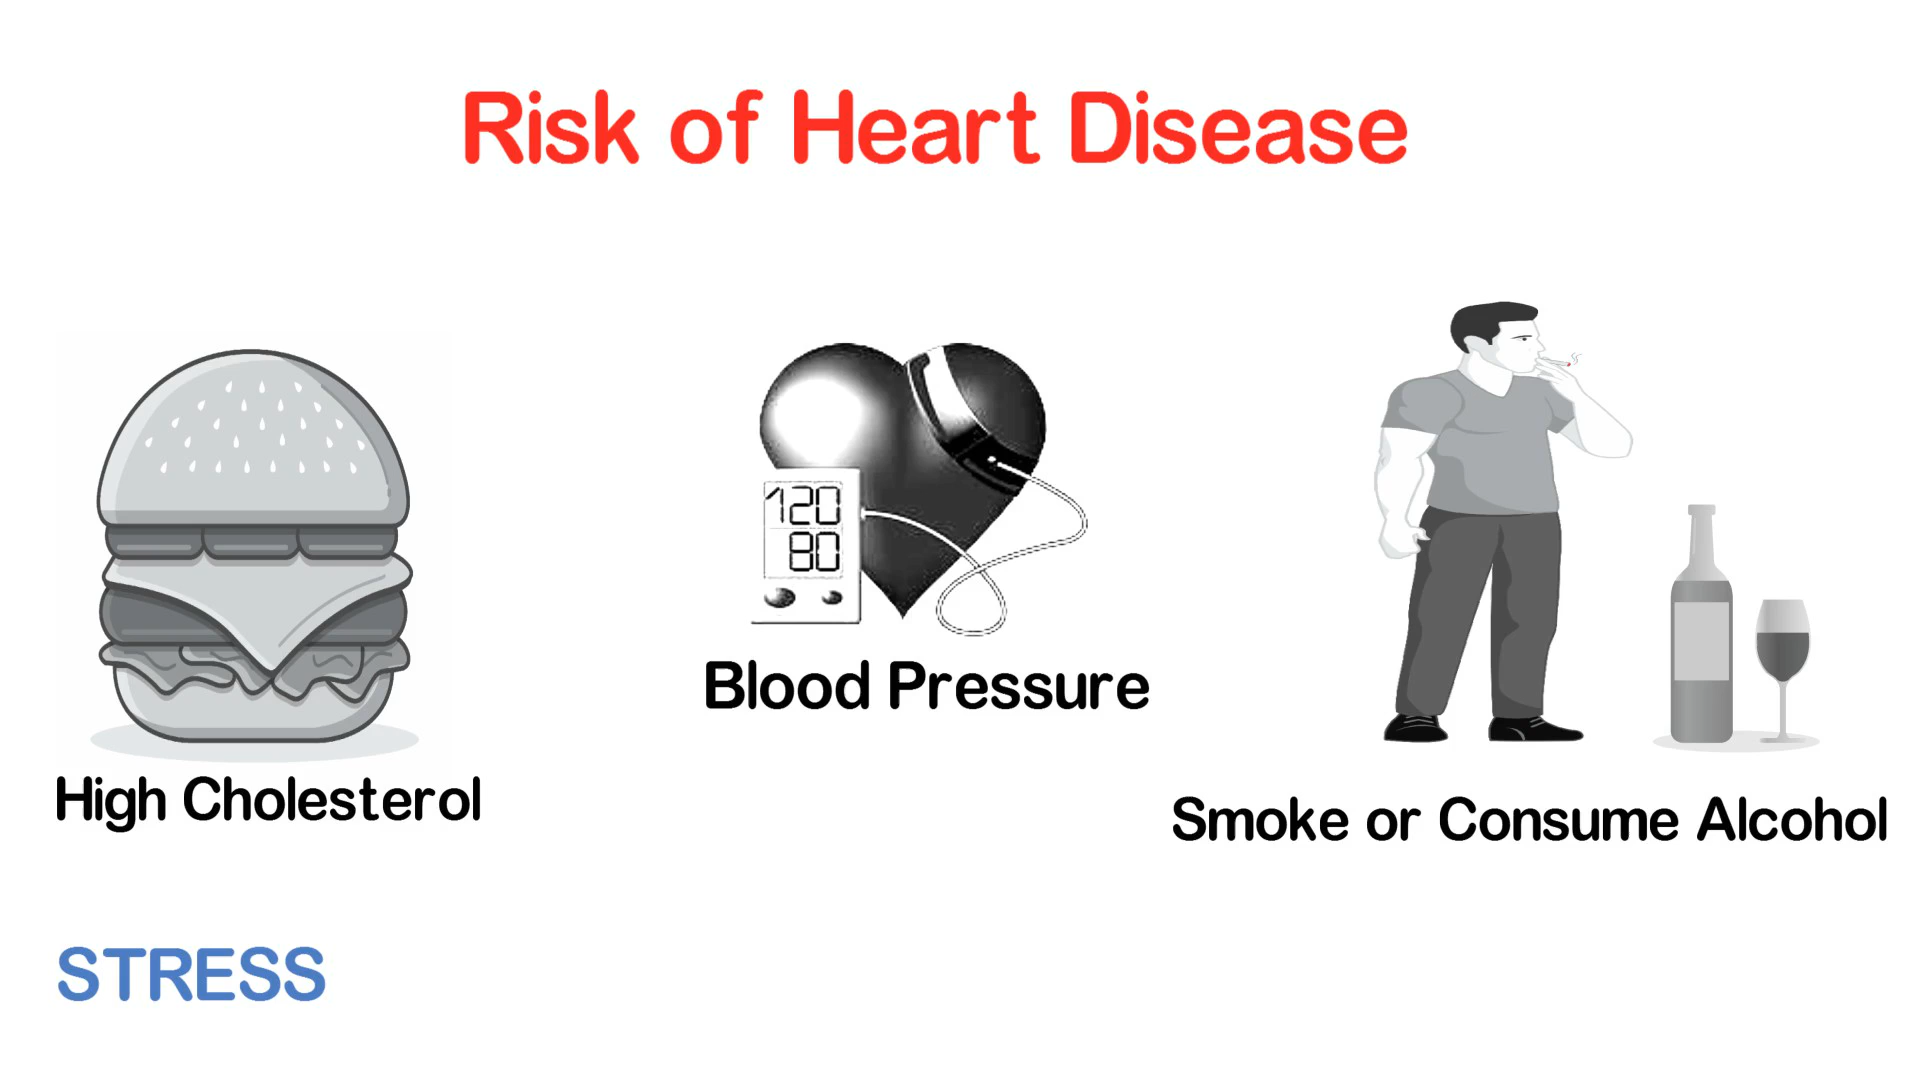 Risk of Heart Disease
120
80
Blood Pressure
High Cholesterol
Smoke or Consume Alcohol
STRESS